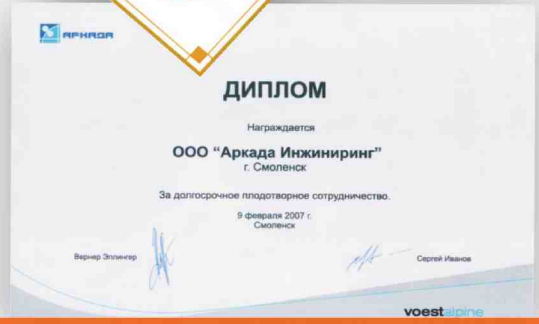 АРКАДА
ДИПЛОМ
Награждается
ООО “Аркада Инжиниринг”
г. Смоленск
За долгосрочное плодотворное сотрудничество.
9 февраля 2007 г.
Смоленск
Вернер Эплингер
Сергей Иванов
voestalpine